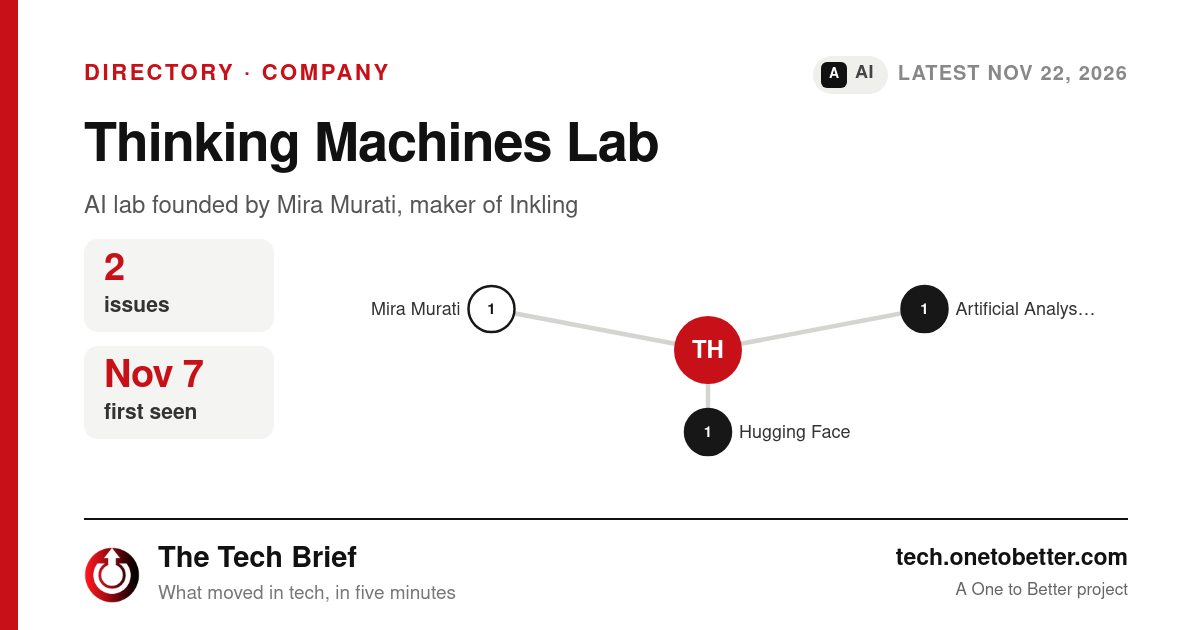 DIRECTORY · COMPANY
A AI LATEST NOV 22, 2026
Thinking Machines Lab
AI lab founded by Mira Murati, maker of Inkling
2
issues
Nov 7
first seen
Mira Murati 1
TH
1 Artificial Analys…
1 Hugging Face
The Tech Brief
What moved in tech, in five minutes
tech.onetobetter.com
A One to Better project